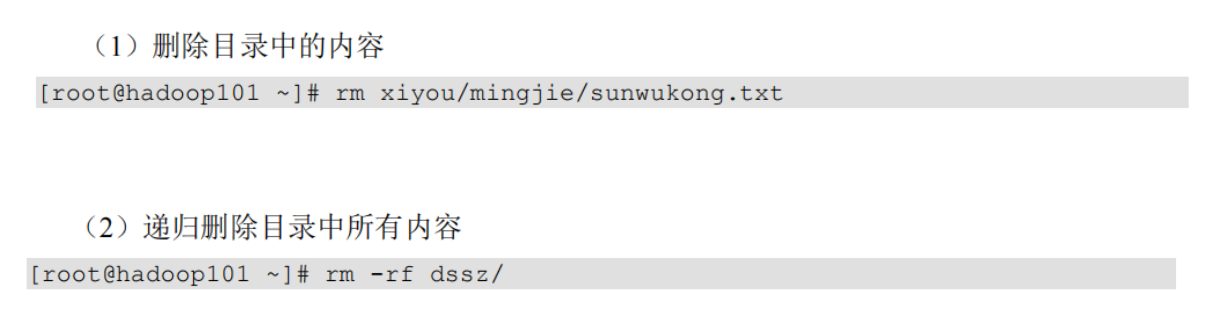 （1）删除目录中的内容
[root@hadoop101 ~]# rm xiyou/mingjie/sunwukong.txt
（2）递归删除目录中所有内容
[root@hadoop101 ~]# rm -rf dssz/